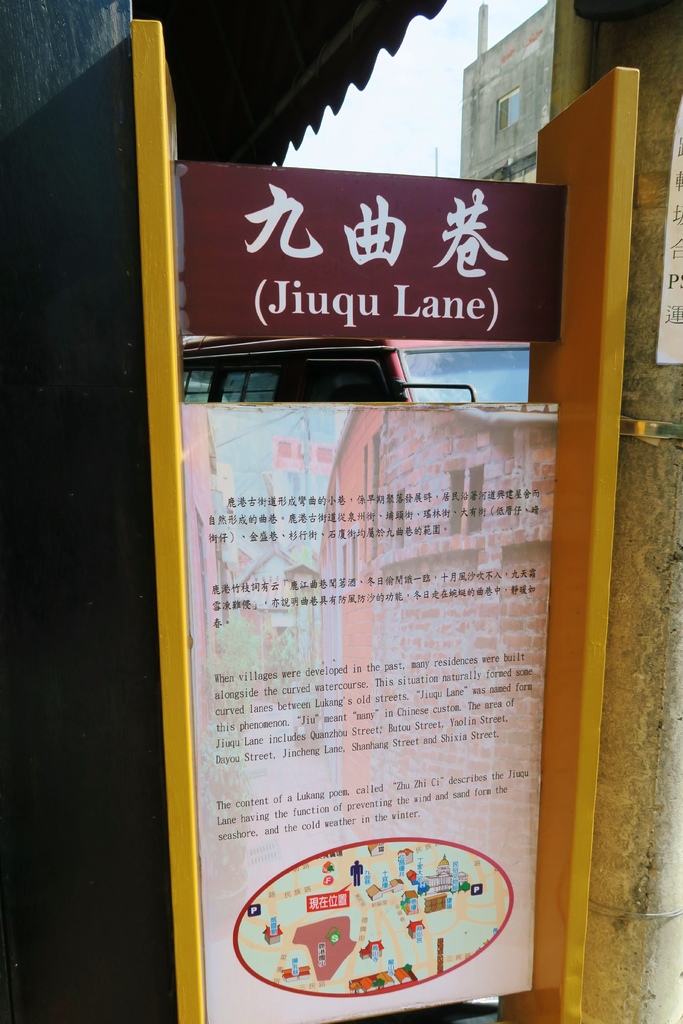 九曲巷
(Jiuqu Lane)
鹿港古街道形成彎曲的小巷，係早期聚落發展時，居民沿著河道興建屋舍而
自然形成的曲巷。鹿港古街道從泉州街、埔頭街、瑤林街、大有街（低厝仔、暗
街仔）、金盛巷、杉行街、石廈街均屬於九曲巷的範圍。
鹿港竹枝詞有云「鹿江曲巷聞茗酒、冬日偷閒識一臨，十月風沙吹不入，九天霜
雪凍難侵」，亦說明曲巷具有防風防沙的功能，冬日走在蜿蜒的曲巷中，靜暖如
春。
When villages were developed in the past, many residences were built
alongside the curved watercourse. This situation naturally formed some
curved lanes between Lukang's old streets. "Jiuqu Lane" was named form
this phenomenon. "Jiu" meant "many" in Chinese custom. The area of
Jiuqu Lane includes Quanzhou Street, Butou Street, Yaolin Street,
Dayou Street, Jincheng Lane, Shanhang Street and Shixia Street.
The content of a Lukang poem, called "Zhu Zhi Ci" describes the Jiuqu
Lane having the function of preventing the wind and sand form the
seashore, and the cold weather in the winter.
現在位置
P
P
S